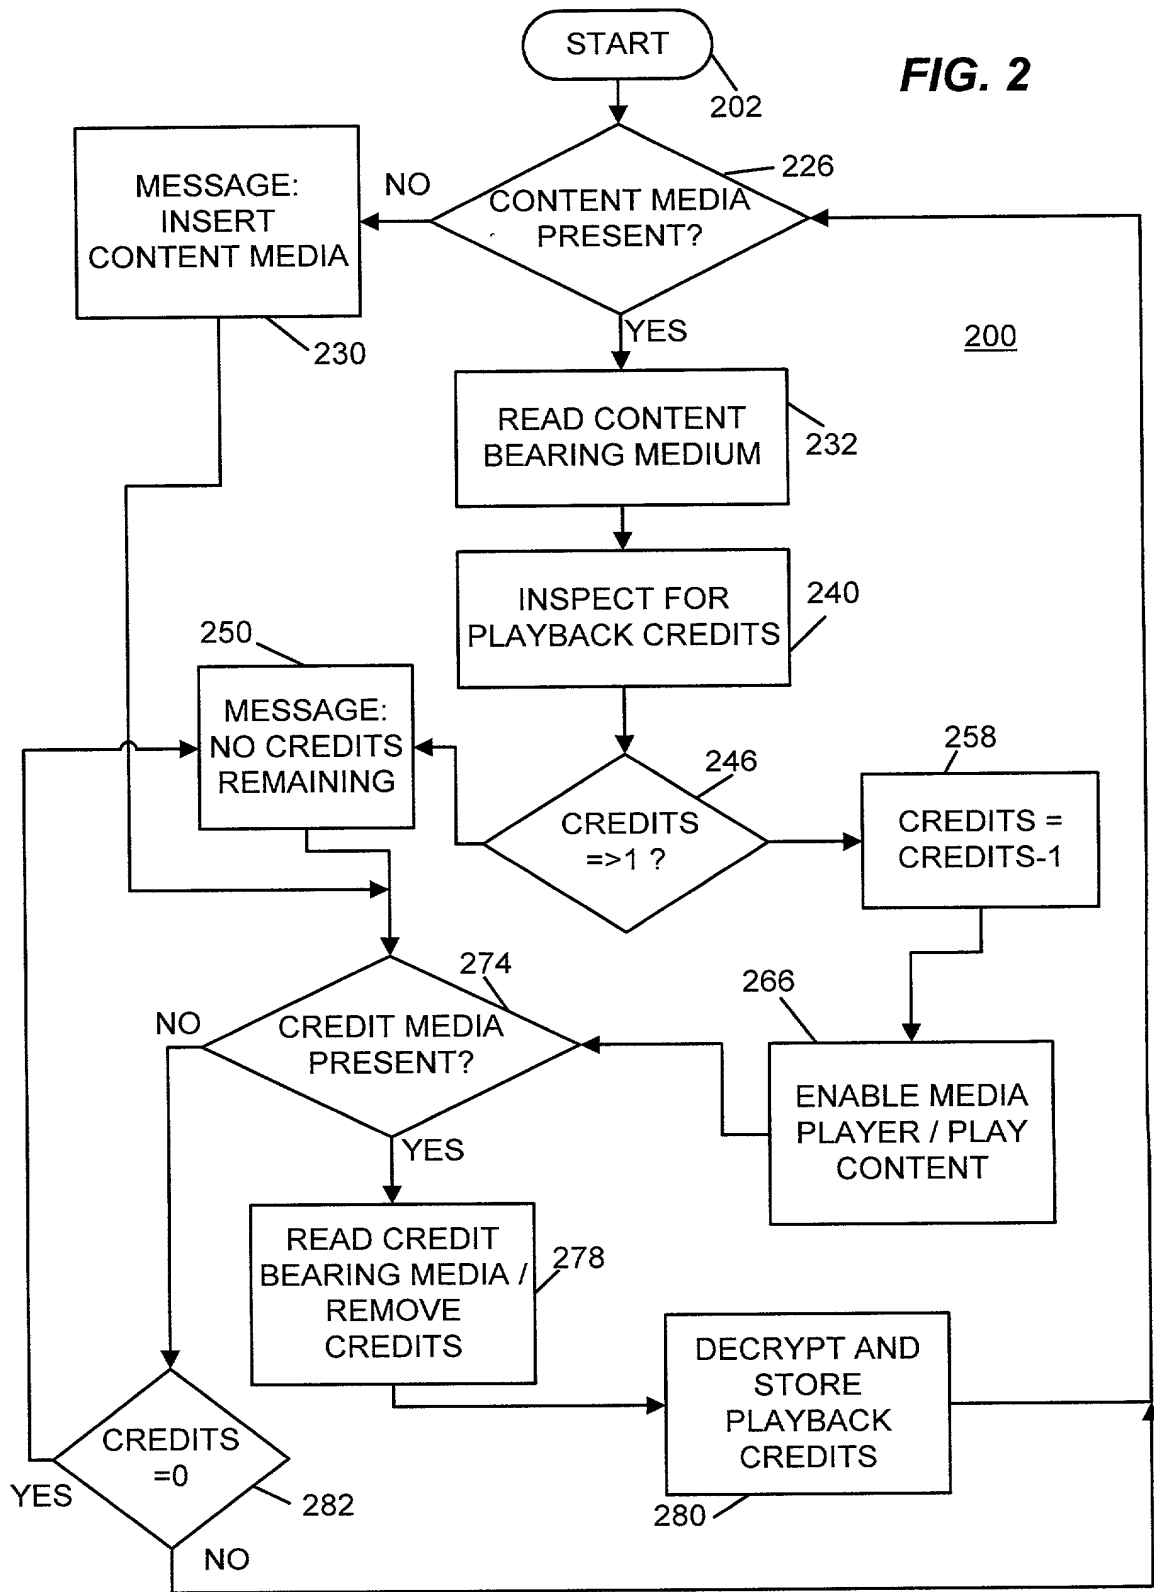 START
FIG. 2
202
226
CONTENT MEDIA
PRESENT?
NO
MESSAGE:
INSERT
CONTENT MEDIA
230
YES
200
READ CONTENT
BEARING MEDIUM
232
INSPECT FOR
PLAYBACK CREDITS
240
250
MESSAGE:
NO CREDITS
REMAINING
246
CREDITS
=>1 ?
258
CREDITS =
CREDITS-1
274
NO
CREDIT MEDIA
PRESENT?
266
ENABLE MEDIA
PLAYER / PLAY
CONTENT
YES
READ CREDIT
BEARING MEDIA /
REMOVE
CREDITS
278
DECRYPT AND
STORE
PLAYBACK
CREDITS
280
CREDITS
=0
YES
282
NO